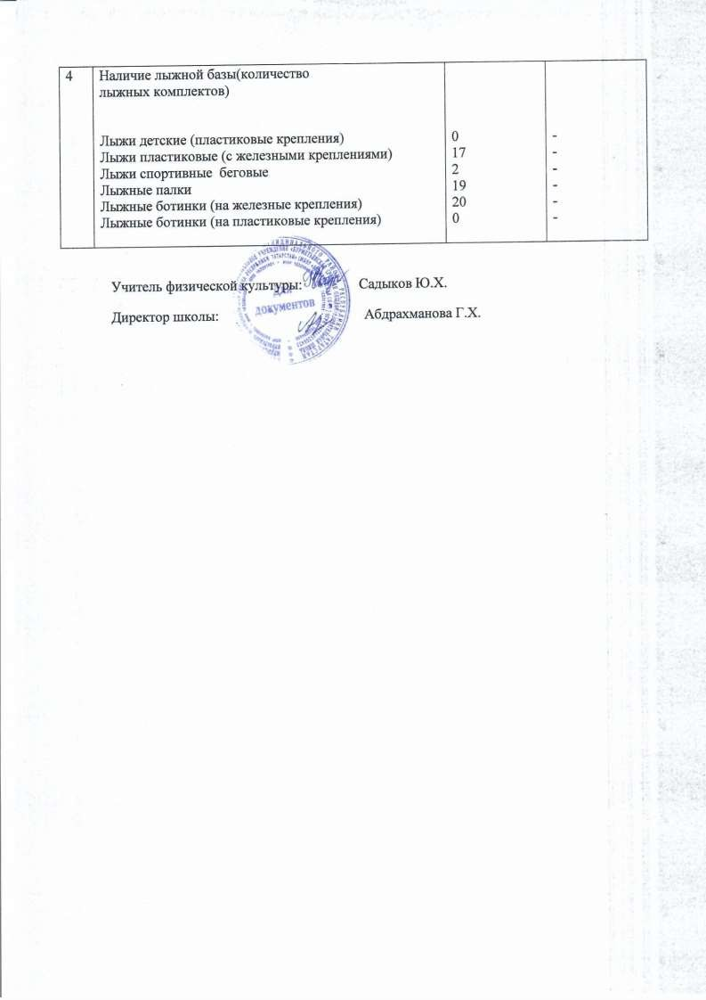 4 Наличие лыжной базы(количество
лыжных комплектов)
Лыжи детские (пластиковые крепления) 0 -
Лыжи пластиковые (с железными креплениями) 17 -
Лыжи спортивные беговые 2 -
Лыжные палки 19 -
Лыжные ботинки (на железные крепления) 20 -
Лыжные ботинки (на пластиковые крепления) 0 -
Учитель физической культуры: Садыков Ю.Х.
Для
документов
Директор школы: Абдрахманова Г.Х.